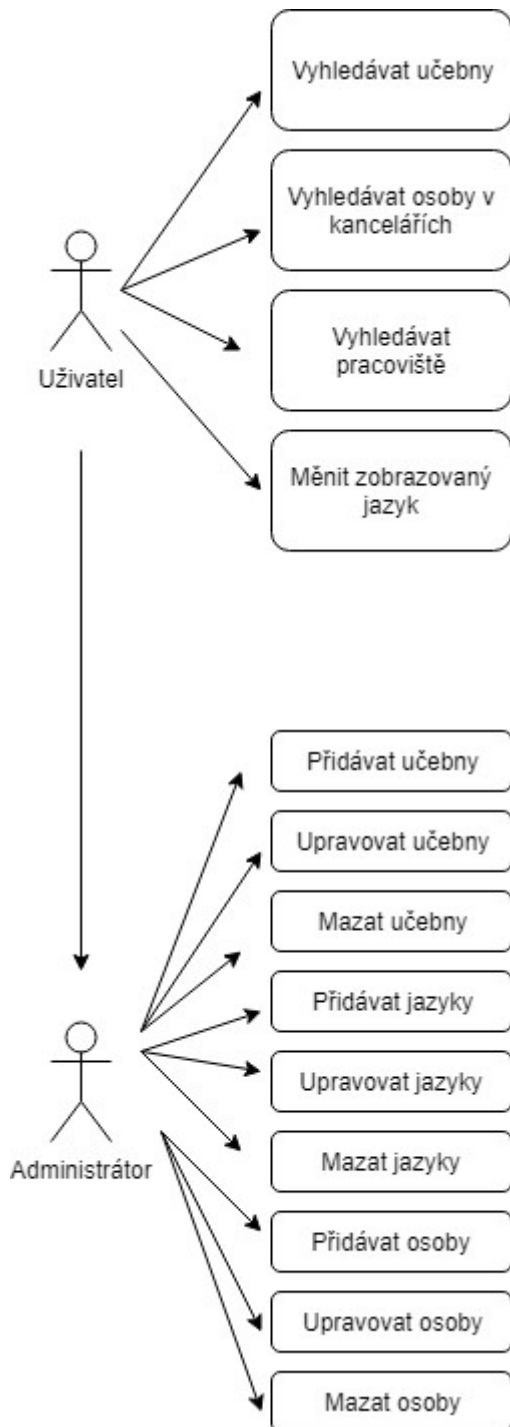 Vyhledávat učebny
Vyhledávat osoby v
kancelářích
Vyhledávat
pracoviště
Uživatel
Měnit zobrazovaný
jazyk
Přidávat učebny
Upravovat učebny
Mazat učebny
Přidávat jazyky
Upravovat jazyky
Mazat jazyky
Administrátor
Přidávat osoby
Upravovat osoby
Mazat osoby